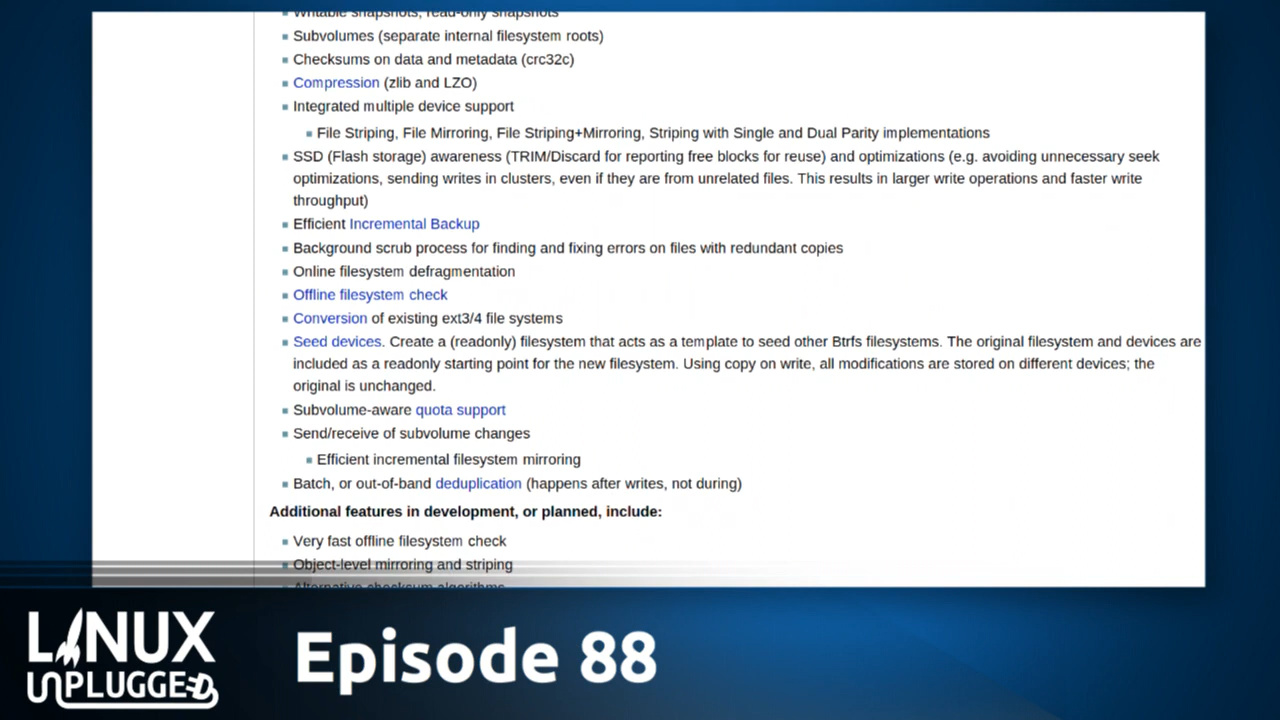 Writable snapshots, read-only snapshots
Subvolumes (separate internal filesystem roots)
Checksums on data and metadata (crc32c)
Compression (zlib and LZO)
Integrated multiple device support
File Striping, File Mirroring, File Striping+Mirroring, Striping with Single and Dual Parity implementations
SSD (Flash storage) awareness (TRIM/Discard for reporting free blocks for reuse) and optimizations (e.g. avoiding unnecessary seek
optimizations, sending writes in clusters, even if they are from unrelated files. This results in larger write operations and faster write
throughput)
Efficient Incremental Backup
Background scrub process for finding and fixing errors on files with redundant copies
Online filesystem defragmentation
Offline filesystem check
Conversion of existing ext3/4 file systems
Seed devices. Create a (readonly) filesystem that acts as a template to seed other Btrfs filesystems. The original filesystem and devices are
included as a readonly starting point for the new filesystem. Using copy on write, all modifications are stored on different devices; the
original is unchanged.
Subvolume-aware quota support
Send/receive of subvolume changes
Efficient incremental filesystem mirroring
Batch, or out-of-band deduplication (happens after writes, not during)
Additional features in development, or planned, include:
Very fast offline filesystem check
Object-level mirroring and striping
Alternative checksum algorithms
LINUX
UNPLUGGED
Episode 88